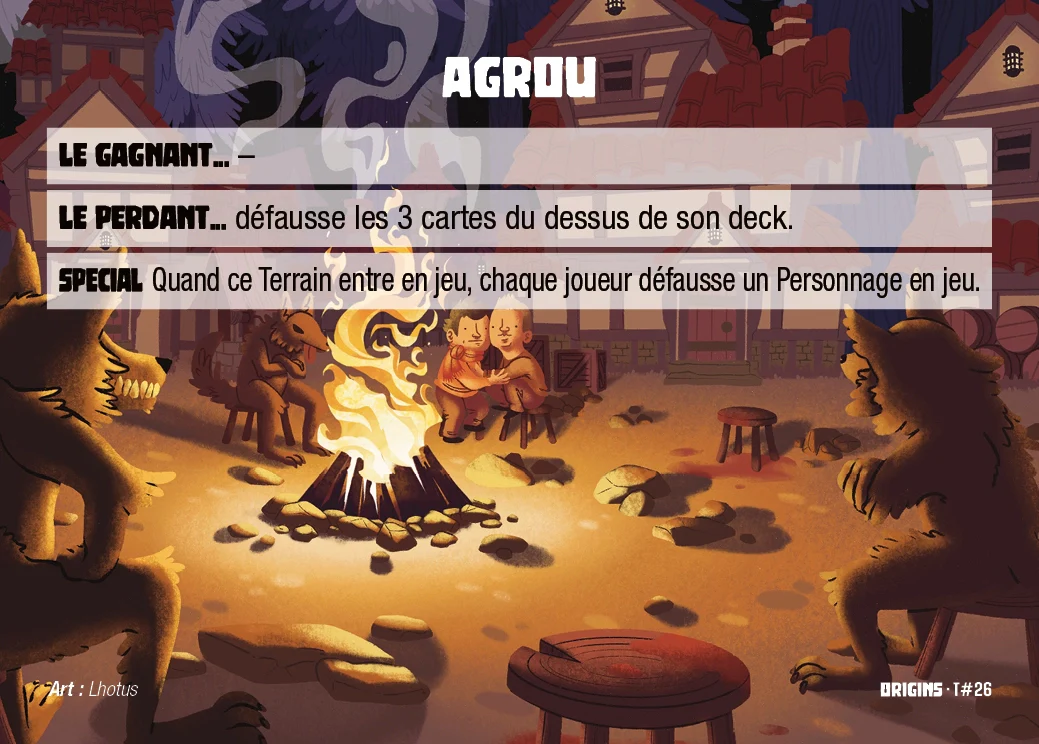 AGROU
LE GAGNANT... –
LE PERDANT... défausse les 3 cartes du dessus de son deck.
SPECIAL Quand ce Terrain entre en jeu, chaque joueur défausse un Personnage en jeu.
Art : Lhotus
ORIGINS · T#26